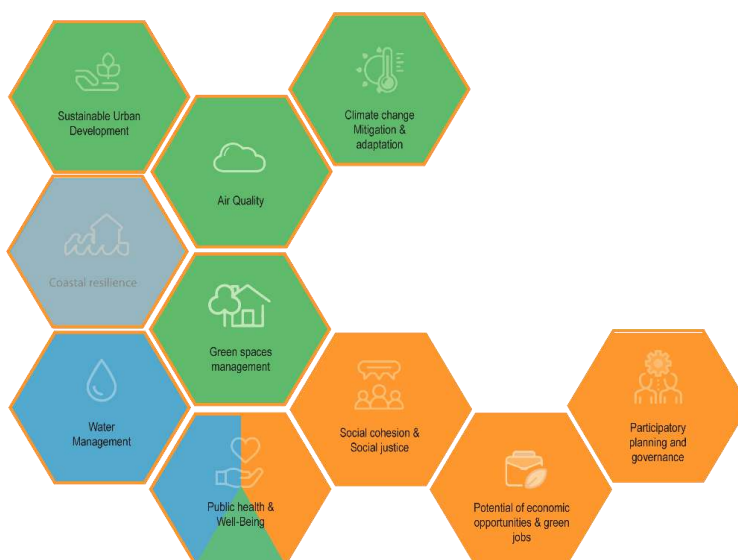 Sustainable Urban
Development
Climate change
Mitigation &
adaptation
Air Quality
Coastal resilience
Green spaces
management
Water
Management
Social cohesion &
Social justice
Participatory
planning and
governance
Public health &
Well-Being
Potential of economic
opportunities & green
jobs